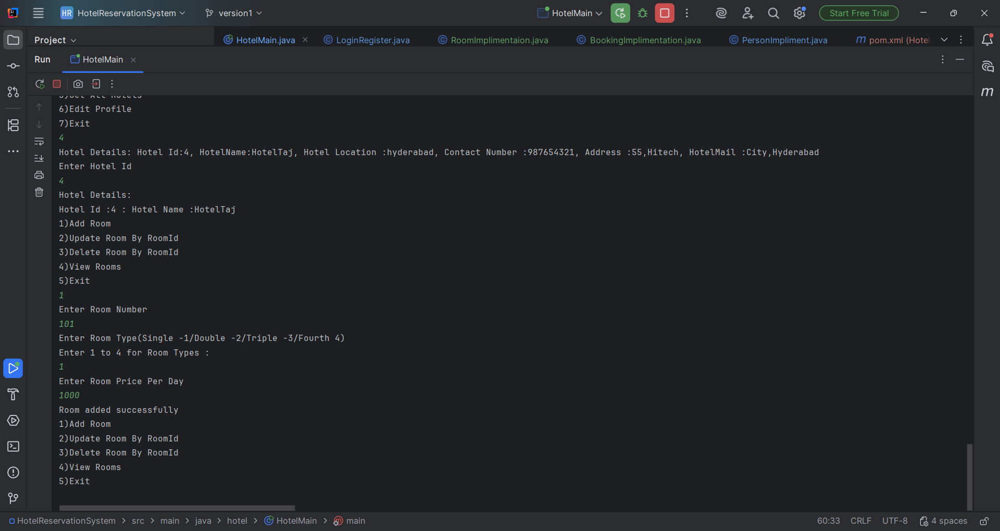 HR HotelReservationSystem version1 HotelMain Start Free Trial
Project HotelMain.java LoginRegister.java RoomImplimentaion.java BookingImplimentation.java PersonImpliment.java pom.xml (Hotel
Run HotelMain
6)Edit Profile
7)Exit
4
Hotel Details: Hotel Id:4, HotelName:HotelTaj, Hotel Location :hyderabad, Contact Number :987654321, Address :55,Hitech, HotelMail :City,Hyderabad
Enter Hotel Id
4
Hotel Details:
Hotel Id :4 : Hotel Name :HotelTaj
1)Add Room
2)Update Room By RoomId
3)Delete Room By RoomId
4)View Rooms
5)Exit
1
Enter Room Number
101
Enter Room Type(Single -1/Double -2/Triple -3/Fourth 4)
Enter 1 to 4 for Room Types :
1
Enter Room Price Per Day
1000
Room added successfully
1)Add Room
2)Update Room By RoomId
3)Delete Room By RoomId
4)View Rooms
5)Exit
HotelReservationSystem > src > main > java > hotel > HotelMain > main 60:33 CRLF UTF-8 4 spaces